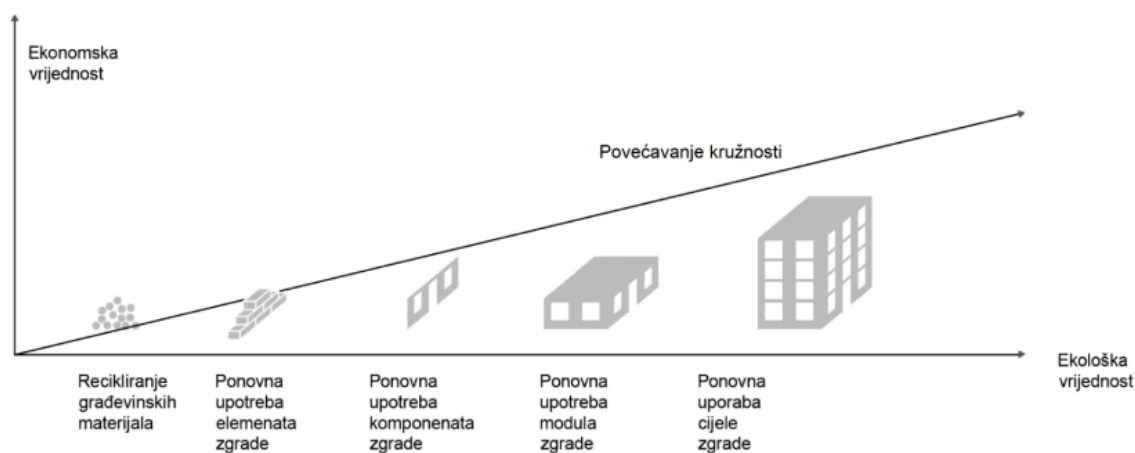 Ekonomska
vrijednost
Povećavanje kružnosti
Ekološka
vrijednost
Recikliranje
građevinskih
materijala
Ponovna
upotreba
elemenata
zgrade
Ponovna
upotreba
komponenata
zgrade
Ponovna
upotreba
modula
zgrade
Ponovna
uporaba
cijele
zgrade